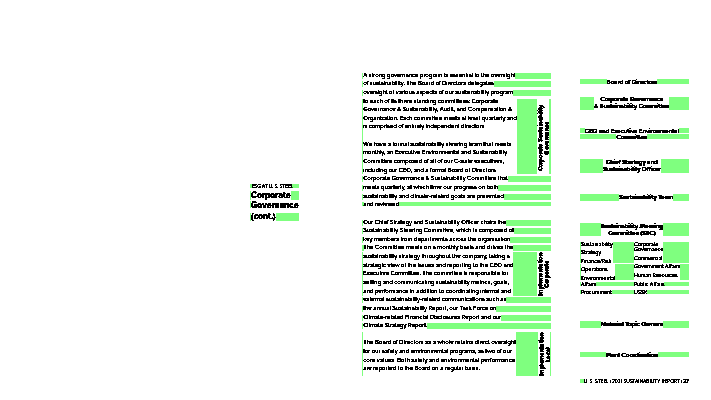 ESG AT U. S. STEEL
Corporate
Governance
(cont.)
A strong governance program is essential to the oversight
of sustainability. The Board of Directors delegates
oversight of various aspects of our sustainability program
to each of its three standing committees: Corporate
Governance & Sustainability, Audit, and Compensation &
Organization. Each committee meets at least quarterly and
is comprised of entirely independent directors
We have a formal sustainability steering team that meets
monthly, an Executive Environmental and Sustainability
Committee composed of all of our C-suite executives,
including our CEO, and a formal Board of Directors
Corporate Governance & Sustainability Committee that
meets quarterly, all which review our progress on both
sustainability and climate-related goals are presented
and reviewed
Our Chief Strategy and Sustainability Officer chairs the
Sustainability Steering Committee, which is composed of
key members from departments across the organization.
The Committee meets on a monthly basis and drives the
sustainability strategy throughout the company, taking a
strategic view of the issues and reporting to the CEO and
Executive Committee. The committee is responsible for
setting and communicating sustainability metrics, goals,
and performance in addition to coordinating internal and
external sustainability-related communications such as
the annual Sustainability Report, our Task Force on
Climate-related Financial Disclosures Report and our
Climate Strategy Report.
The Board of Directors as a whole retains direct oversight
for our safety and environmental programs, as two of our
core values. Both safety and environmental performance
are reported to the Board on a regular basis.
Corporate Sustainability
Governance
Implementation
Corporate
Implementation
Local
Board of Directors
Corporate Governance
& Sustainability Committee
CEO and Executive Environmental
Committee
Chief Strategy and
Sustainability Officer
Sustainability Team
Sustainability Steering
Committee (SSC)
Sustainability
Strategy
Finance/Risk
Operations
Environmental
Affairs
Procurement
Corporate
Governance
Commercial
Government Affairs
Human Resources
Public Affairs
USSK
Material Topic Owners
Plant Coordination
U. S. STEEL | 2021 SUSTAINABILITY REPORT | 29